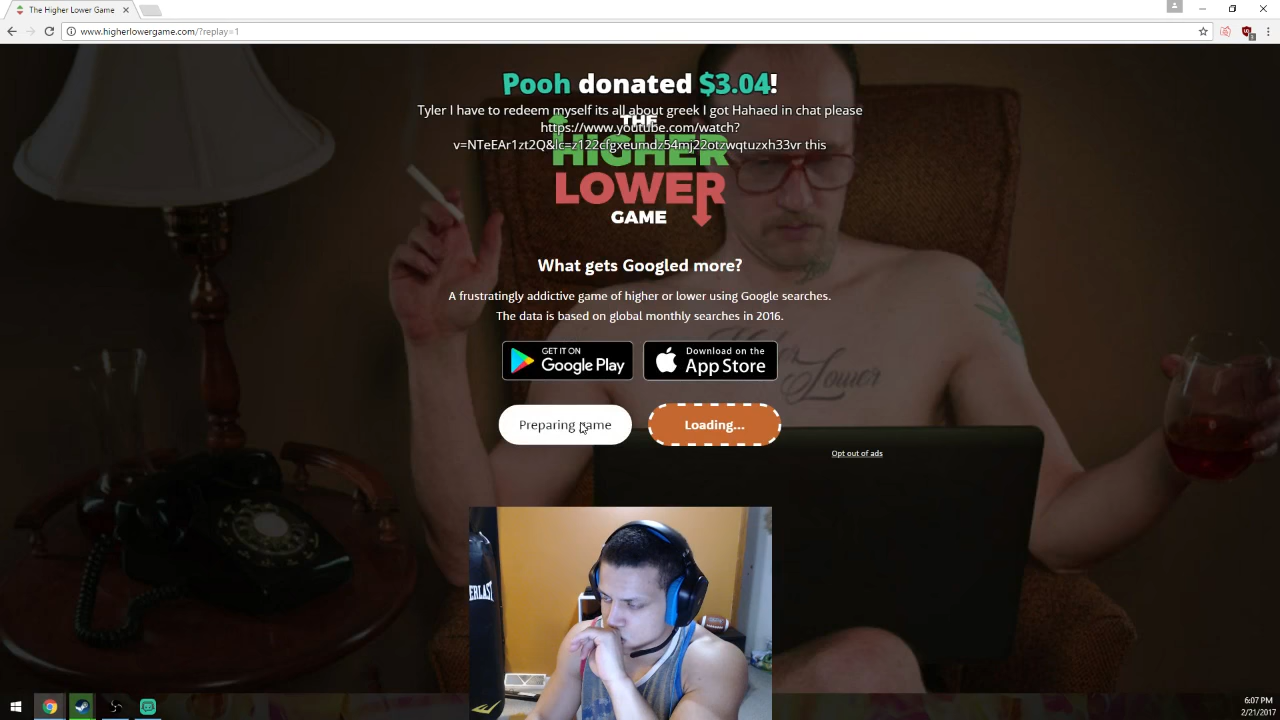 The Higher Lower Game
www.higherlowergame.com/?replay=1
Pooh donated $3.04!
Tyler I have to redeem myself its all about greek I got Hahaed in chat please
https://www.youtube.com/watch?
v=NTeEAr1zt2Q&lc=z122cfgxeumdz54mj22otzwqtuzxh33vr this
THE
HIGHER
LOWER
GAME
What gets Googled more?
A frustratingly addictive game of higher or lower using Google searches.
The data is based on global monthly searches in 2016.
GET IT ON
Google Play
Download on the
App Store
Preparing game
Loading...
Opt out of ads
Lower
ERLAST
6:07 PM
2/21/2017